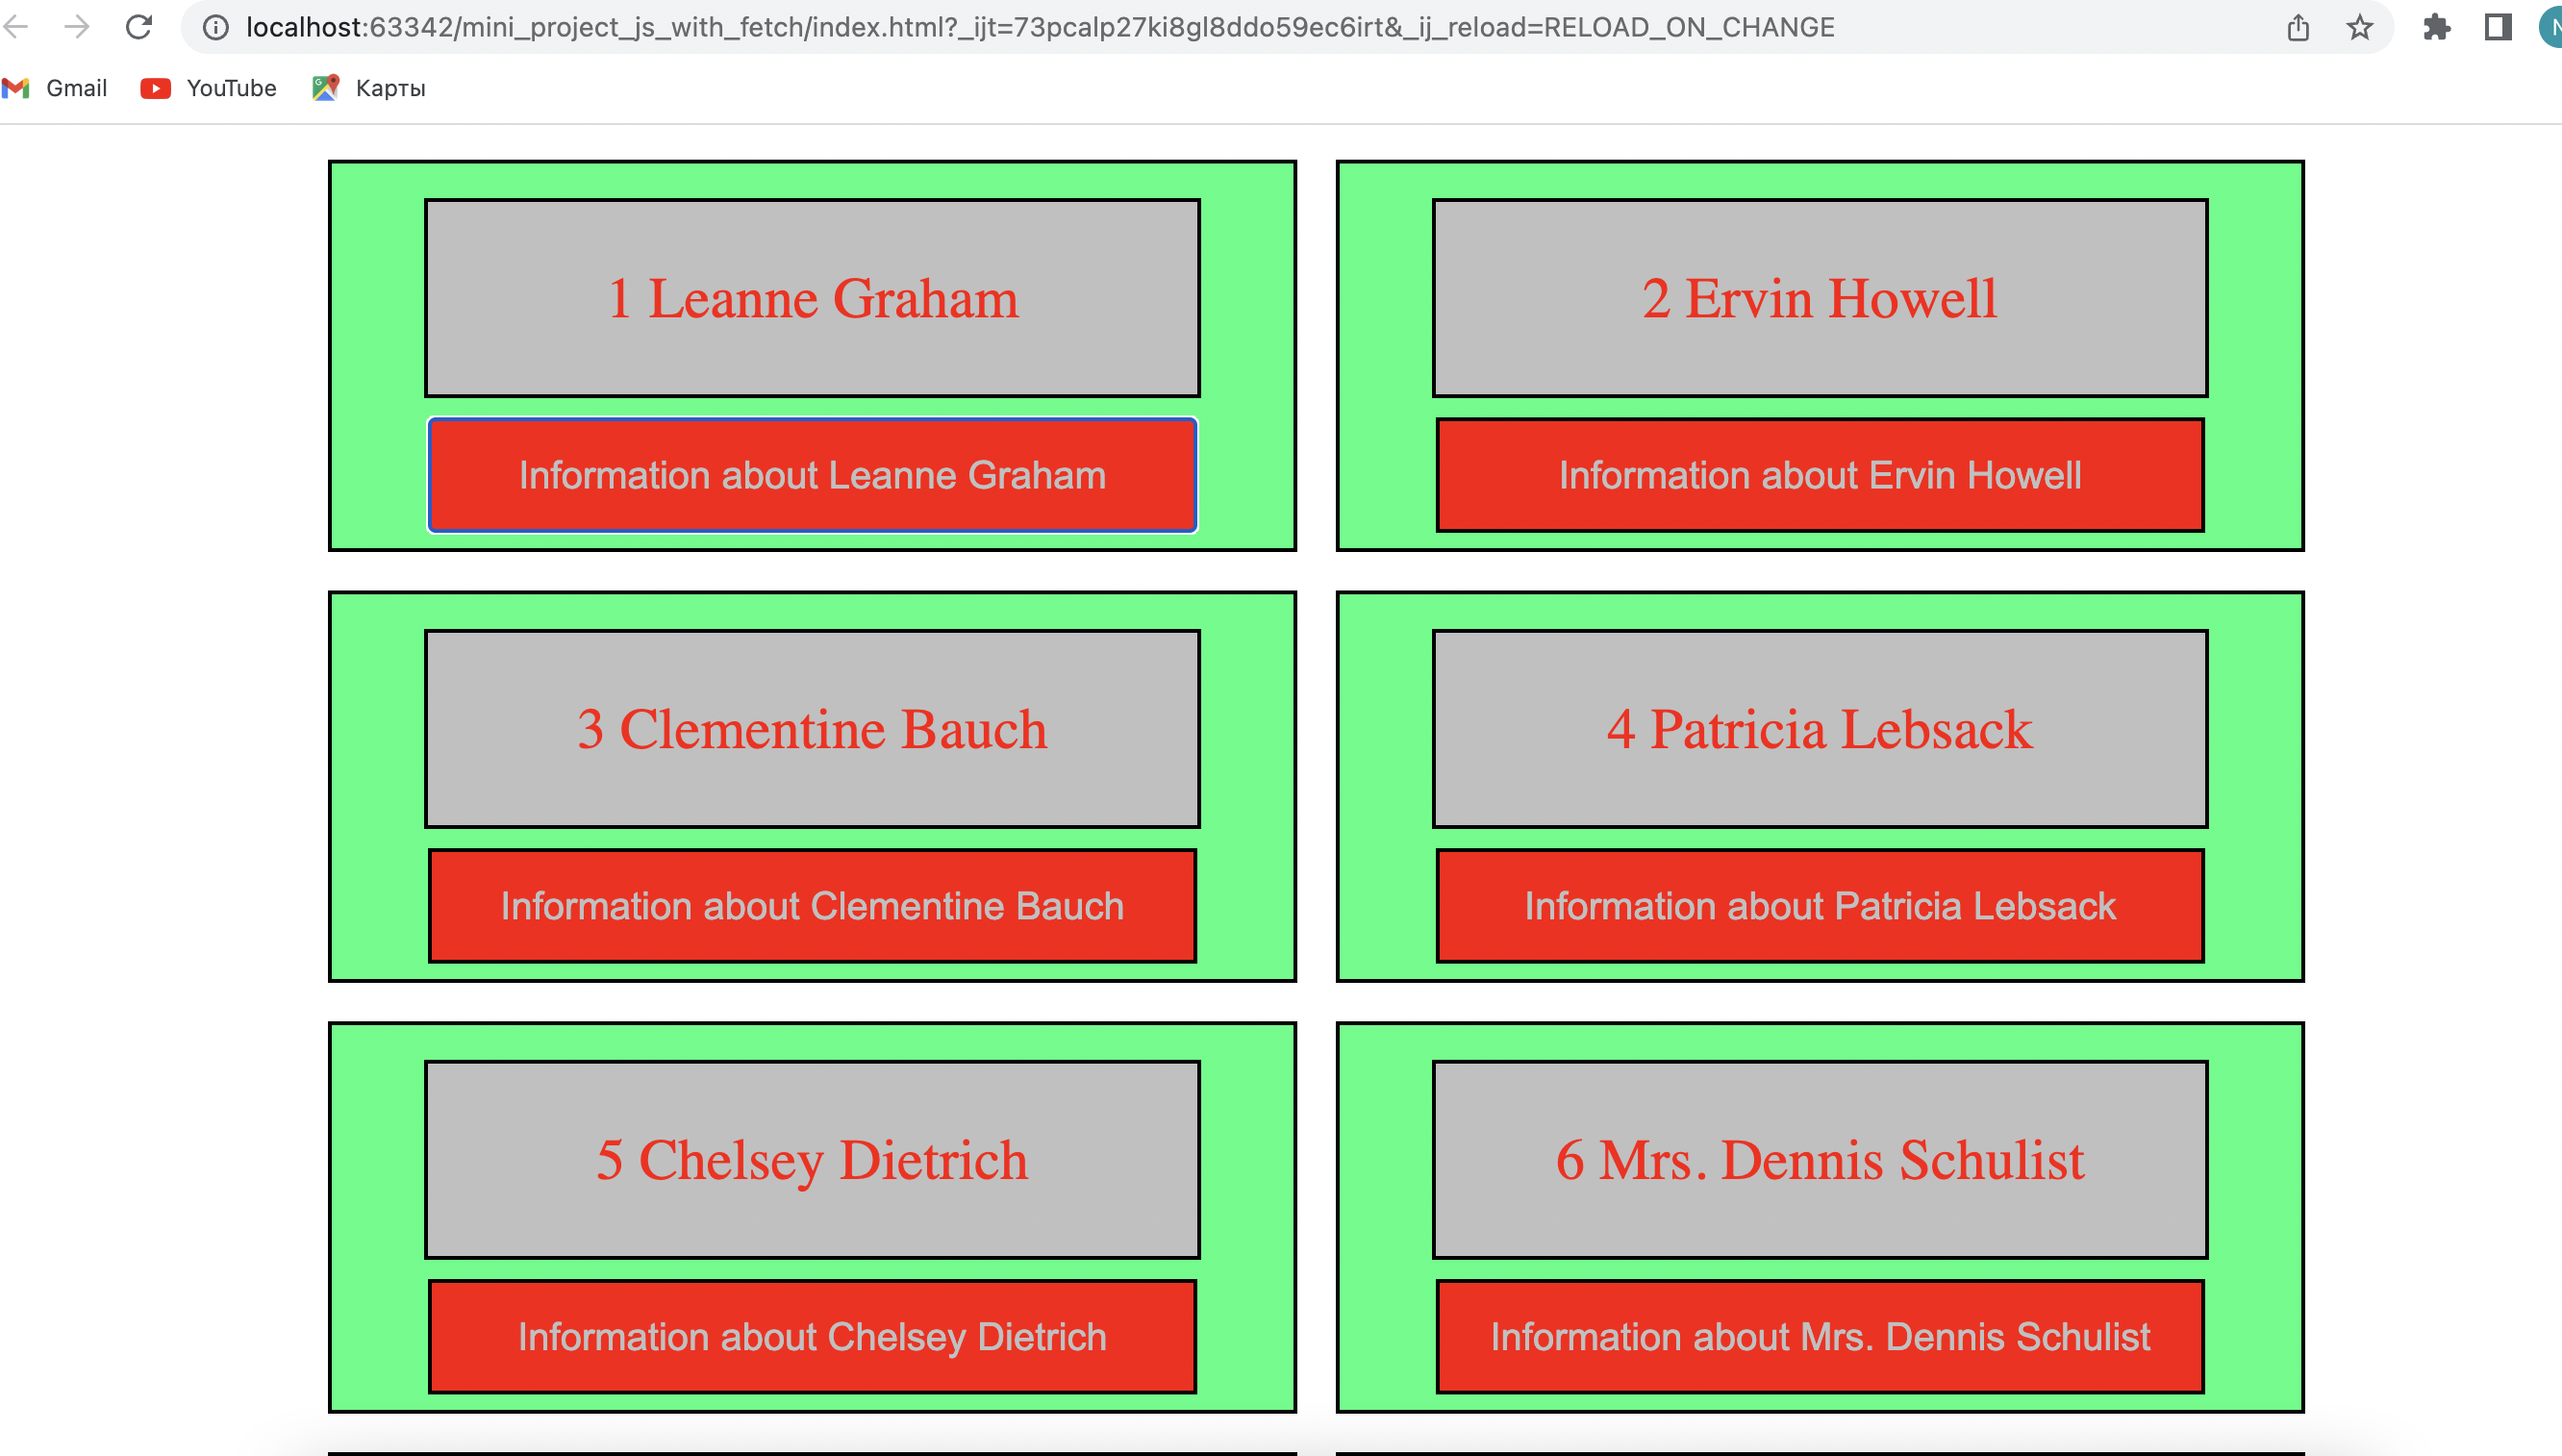 localhost:63342/mini_project_js_with_fetch/index.html?_ijt=73pcalp27ki8gl8ddo59ec6irt&_ij_reload=RELOAD_ON_CHANGE
N
Gmail YouTube Карты
1 Leanne Graham
Information about Leanne Graham
2 Ervin Howell
Information about Ervin Howell
3 Clementine Bauch
Information about Clementine Bauch
4 Patricia Lebsack
Information about Patricia Lebsack
5 Chelsey Dietrich
Information about Chelsey Dietrich
6 Mrs. Dennis Schulist
Information about Mrs. Dennis Schulist